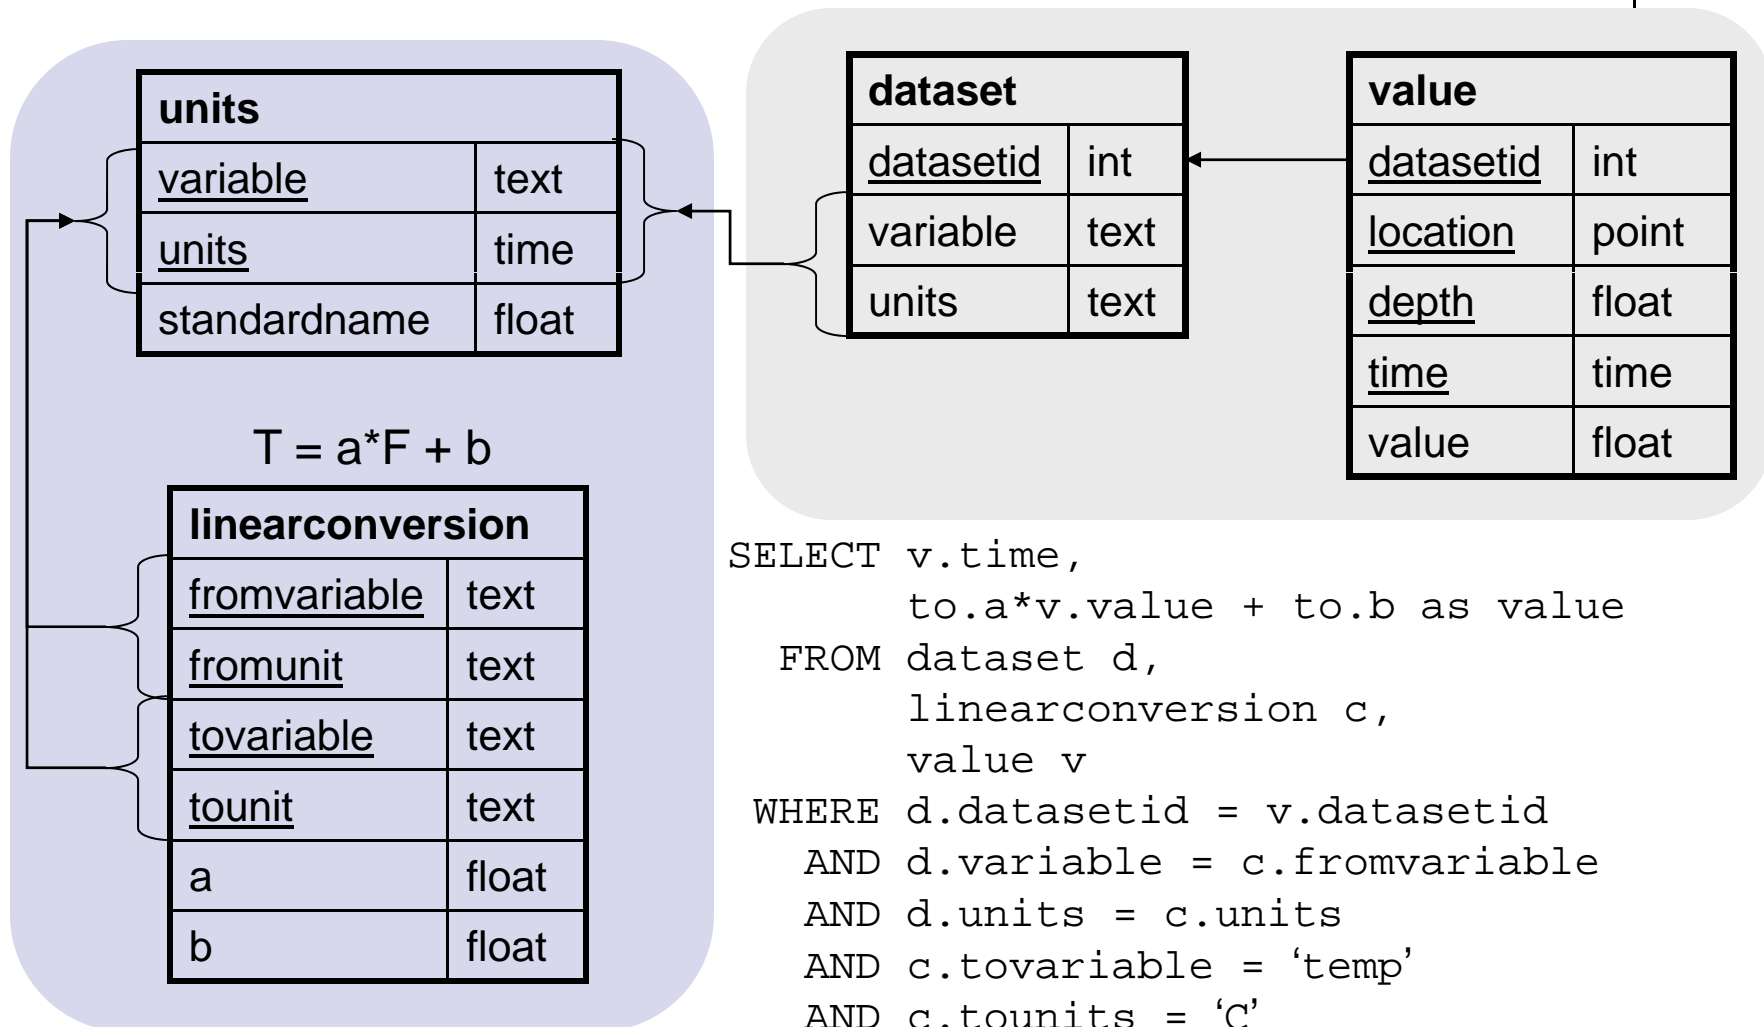 units
variable text
units time
standardname float
T = a*F + b
linearconversion
fromvariable text
fromunit text
tovariable text
tounit text
a float
b float
dataset
datasetid int
variable text
units text
value
datasetid int
location point
depth float
time time
value float
SELECT v.time,
to.a*v.value + to.b as value
FROM dataset d,
linearconversion c,
value v
WHERE d.datasetid = v.datasetid
AND d.variable = c.fromvariable
AND d.units = c.units
AND c.tovariable = ‘temp’
AND c.tounits = ‘C’